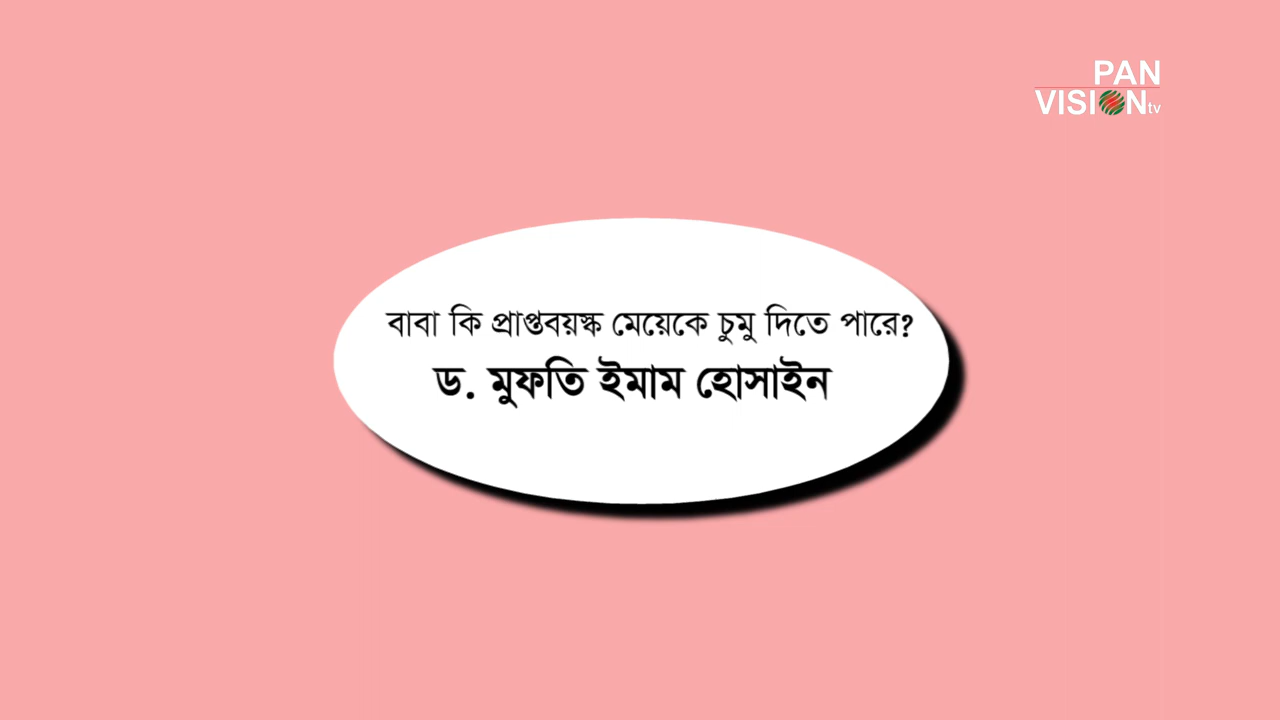 PAN
VISION tv
বাবা কি প্রাপ্তবয়স্ক মেয়েকে চুমু দিতে পারে?
ড. মুফতি ইমাম হোসাইন